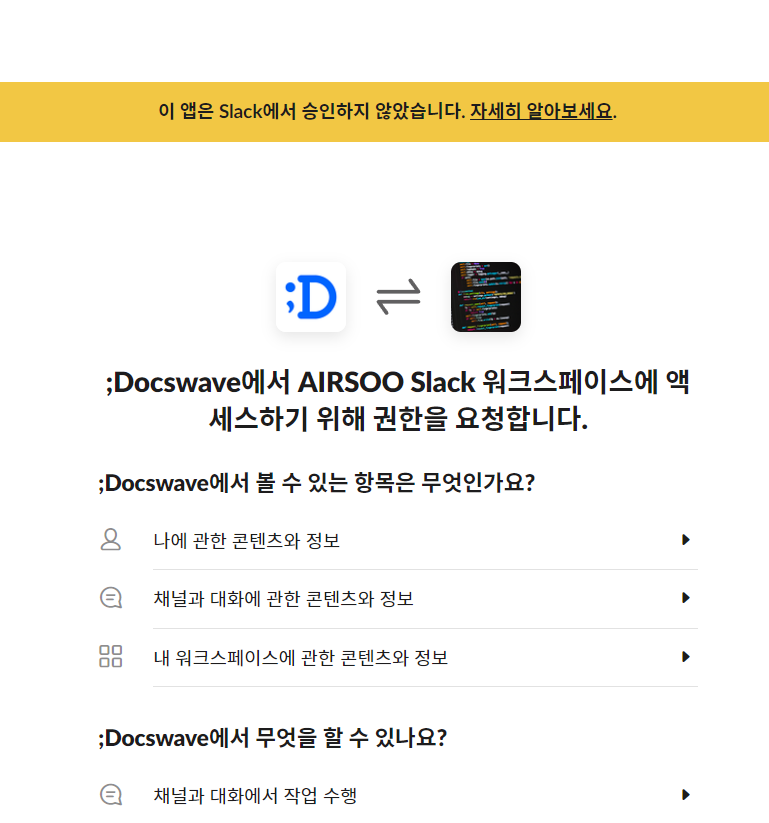 이 앱은 Slack에서 승인하지 않았습니다. 자세히 알아보세요.
;D
;Docswave에서 AIRSOO Slack 워크스페이스에 액
세스하기 위해 권한을 요청합니다.
;Docswave에서 볼 수 있는 항목은 무엇인가요?
나에 관한 콘텐츠와 정보
채널과 대화에 관한 콘텐츠와 정보
내 워크스페이스에 관한 콘텐츠와 정보
;Docswave에서 무엇을 할 수 있나요?
채널과 대화에서 작업 수행